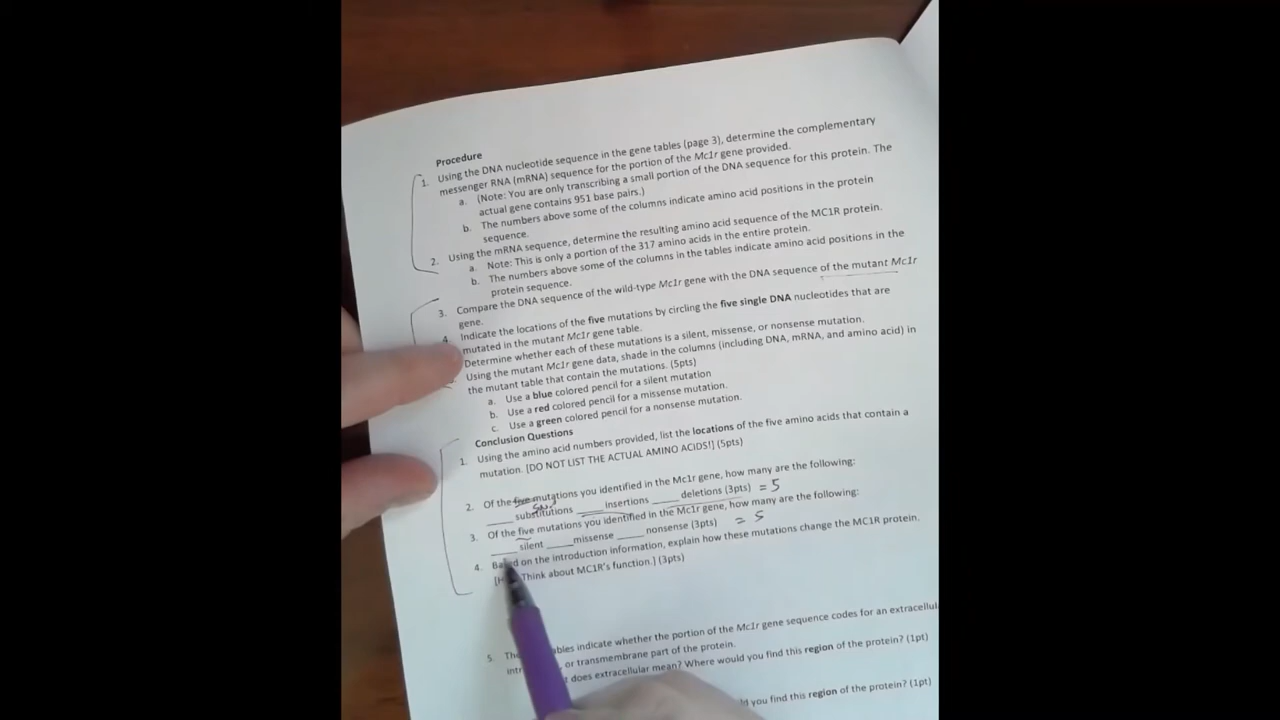 Procedure
1. Using the DNA nucleotide sequence in the gene tables (page 3), determine the complementary
messenger RNA (mRNA) sequence for the portion of the Mc1r gene provided.
a. (Note: You are only transcribing a small portion of the DNA sequence for this protein. The
actual gene contains 951 base pairs.)
b. The numbers above some of the columns indicate amino acid positions in the protein
sequence.
2. Using the mRNA sequence, determine the resulting amino acid sequence of the MC1R protein.
a. Note: This is only a portion of the 317 amino acids in the entire protein.
b. The numbers above some of the columns in the tables indicate amino acid positions in the
protein sequence.
3. Compare the DNA sequence of the wild-type Mc1r gene with the DNA sequence of the mutant Mc1r
gene.
4. Indicate the locations of the five mutations by circling the five single DNA nucleotides that are
mutated in the mutant Mc1r gene table.
Determine whether each of these mutations is a silent, missense, or nonsense mutation.
Using the mutant Mc1r gene data, shade in the columns (including DNA, mRNA, and amino acid) in
the mutant table that contain the mutations. (5pts)
a. Use a blue colored pencil for a silent mutation
b. Use a red colored pencil for a missense mutation.
c. Use a green colored pencil for a nonsense mutation.
Conclusion Questions
1. Using the amino acid numbers provided, list the locations of the five amino acids that contain a
mutation. [DO NOT LIST THE ACTUAL AMINO ACIDS!] (5pts)
2. Of the five mutations you identified in the Mc1r gene, how many are the following:
____ substitutions ____ insertions ____ deletions (3pts) = 5
3. Of the five mutations you identified in the Mc1r gene, how many are the following:
____ silent ____ missense ____ nonsense (3pts) = 5
4. Based on the introduction information, explain how these mutations change the MC1R protein.
Think about MC1R's function.] (3pts)
5. indicate whether the portion of the Mc1r gene sequence codes for an
or transmembrane part of the protein.
does extracellular mean? Where would you find this region of the protein? (1pt)
you find this region of the protein? (1pt)